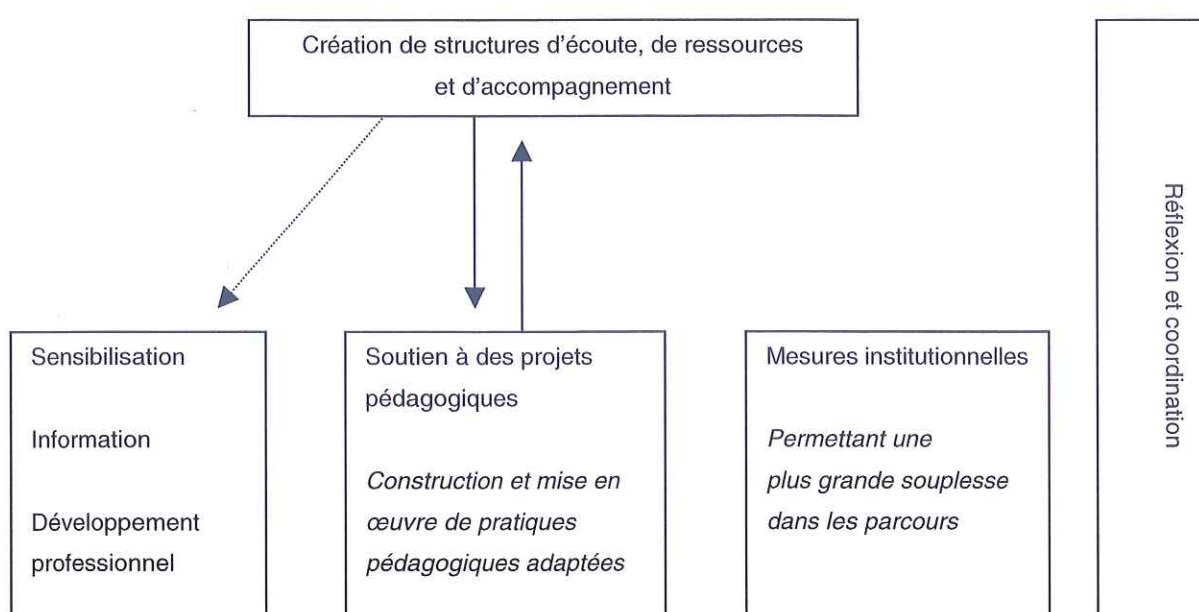 Création de structures d'écoute, de ressources
et d'accompagnement
Sensibilisation
Information
Développement
professionnel
Soutien à des projets
pédagogiques
Construction et mise en
œuvre de pratiques
pédagogiques adaptées
Mesures institutionnelles
Permettant une
plus grande souplesse
dans les parcours
Réflexion et coordination